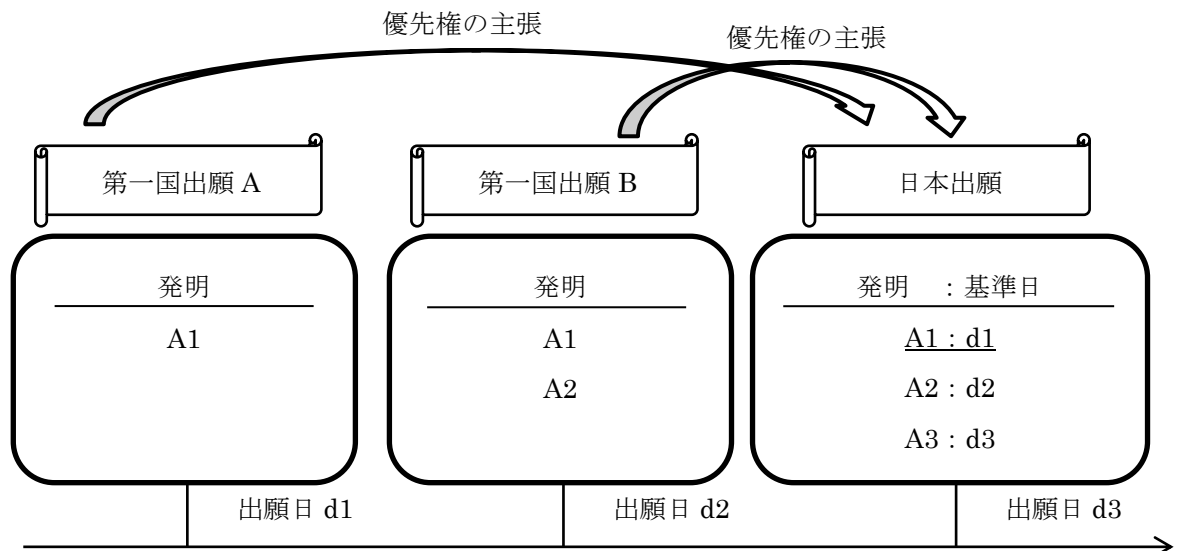 優先権の主張
優先権の主張
第一国出願 A
第一国出願 B
日本出願
発明
A1
発明
A1
A2
発明 :基準日
A1:d1
A2:d2
A3:d3
出願日 d1
出願日 d2
出願日 d3